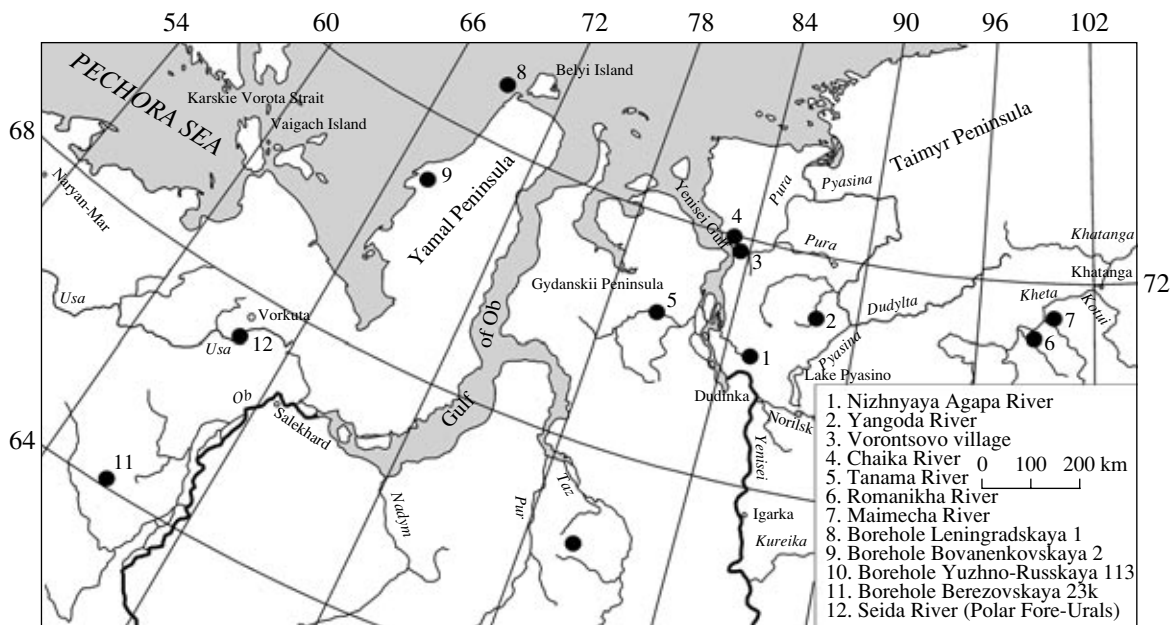 54
60
66
72
78
84
90
96
102
PECHORA SEA
Karskie Vorota Strait
Vaigach Island
8
Belyi Island
68
Naryan-Mar
9
Yamal Peninsula
Taimyr Peninsula
Pura
Pyasina
Yenisei Gulf
4
3
Pura
Khatanga
Khatanga
72
Gydanskii Peninsula
5
2
Dudylta
Kheta
Kotui
7
6
Usa
Vorkuta
Usa
12
Gulf
of Ob
1
Pyasina
Lake Pyasino
Dudinka
Norilsk
Ob
Salekhard
64
11
Nadym
Pur
Taz
Yenisei
Igarka
Kureika
1. Nizhnyaya Agapa River
2. Yangoda River
3. Vorontsovo village
4. Chaika River
5. Tanama River
6. Romanikha River
7. Maimecha River
8. Borehole Leningradskaya 1
9. Borehole Bovanenkovskaya 2
10. Borehole Yuzhno-Russkaya 113
11. Borehole Berezovskaya 23k
12. Seida River (Polar Fore-Urals)
0 100 200 km